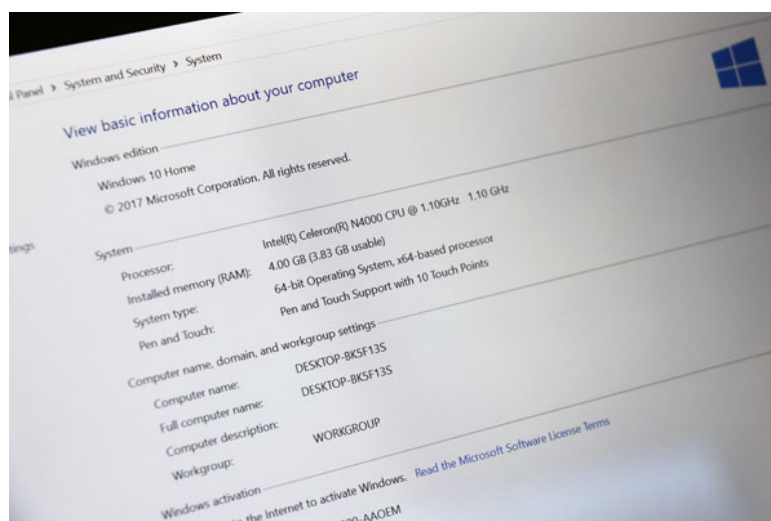 l Panel › System and Security › System
View basic information about your computer
Windows edition
Windows 10 Home
© 2017 Microsoft Corporation. All rights reserved.
ttings
System
Processor: Intel(R) Celeron(R) N4000 CPU @ 1.10GHz 1.10 GHz
Installed memory (RAM): 4.00 GB (3.83 GB usable)
System type: 64-bit Operating System, x64-based processor
Pen and Touch: Pen and Touch Support with 10 Touch Points
Computer name, domain, and workgroup settings
Computer name: DESKTOP-BK5F13S
Full computer name: DESKTOP-BK5F13S
Computer description:
Workgroup: WORKGROUP
Windows activation
the Internet to activate Windows. Read the Microsoft Software License Terms
-AAOEM